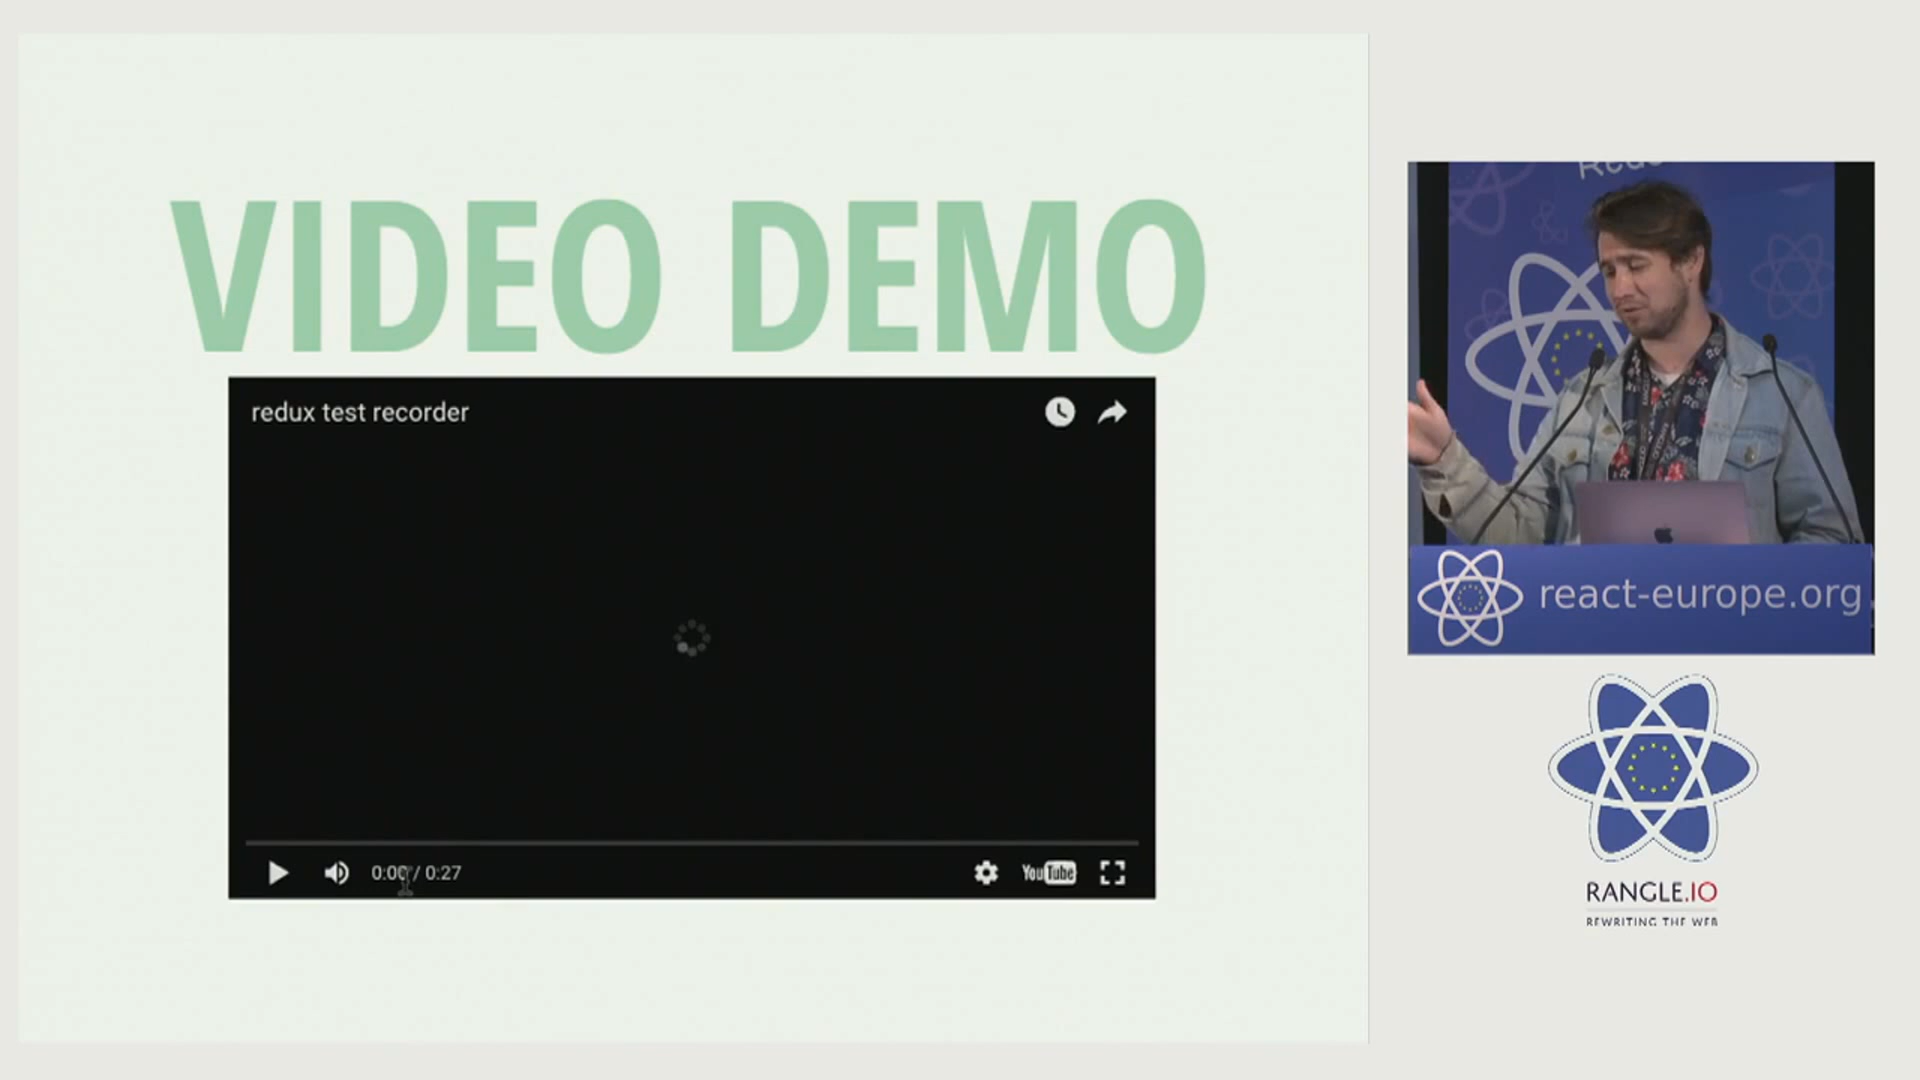 VIDEO DEMO
redux test recorder
0:00 / 0:27
YouTube
react-europe.org
RANGLE.IO
REWRITING THE WEB